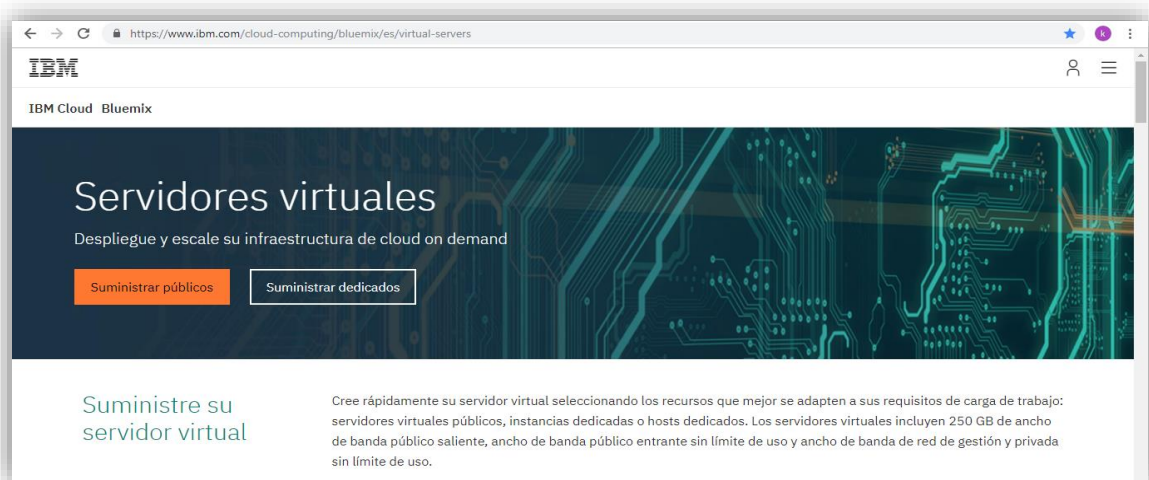 https://www.ibm.com/cloud-computing/bluemix/es/virtual-servers
k
IBM
IBM Cloud Bluemix
Servidores virtuales
Despliegue y escale su infraestructura de cloud on demand
Suministrar públicos
Suministrar dedicados
Suministre su
servidor virtual
Cree rápidamente su servidor virtual seleccionando los recursos que mejor se adapten a sus requisitos de carga de trabajo:
servidores virtuales públicos, instancias dedicadas o hosts dedicados. Los servidores virtuales incluyen 250 GB de ancho
de banda público saliente, ancho de banda público entrante sin límite de uso y ancho de banda de red de gestión y privada
sin límite de uso.